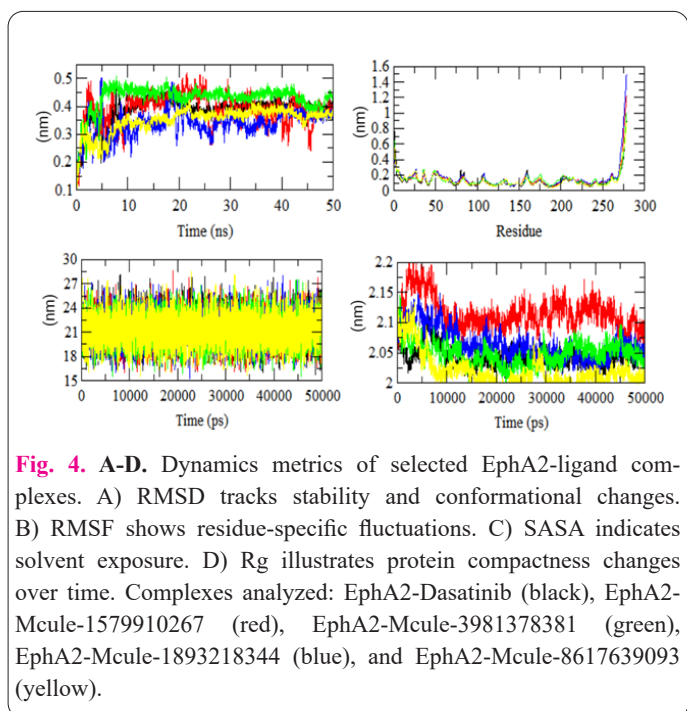 0.5
0.4
0.3
0.2
0.1
(nm)
0 10 20 30 40 50
Time (ns)
1.6
1.4
1.2
1
0.8
0.6
0.4
0.2
0
(nm)
0 50 100 150 200 250 300
Residue
30
27
24
21
18
15
(nm)
0 10000 20000 30000 40000 50000
Time (ps)
2.2
2.15
2.1
2.05
2
(nm)
0 10000 20000 30000 40000 50000
Time (ps)
Fig. 4. A-D. Dynamics metrics of selected EphA2-ligand com-
plexes. A) RMSD tracks stability and conformational changes.
B) RMSF shows residue-specific fluctuations. C) SASA indicates
solvent exposure. D) Rg illustrates protein compactness changes
over time. Complexes analyzed: EphA2-Dasatinib (black), EphA2-
Mcule-1579910267 (red), EphA2-Mcule-3981378381 (green),
EphA2-Mcule-1893218344 (blue), and EphA2-Mcule-8617639093
(yellow).